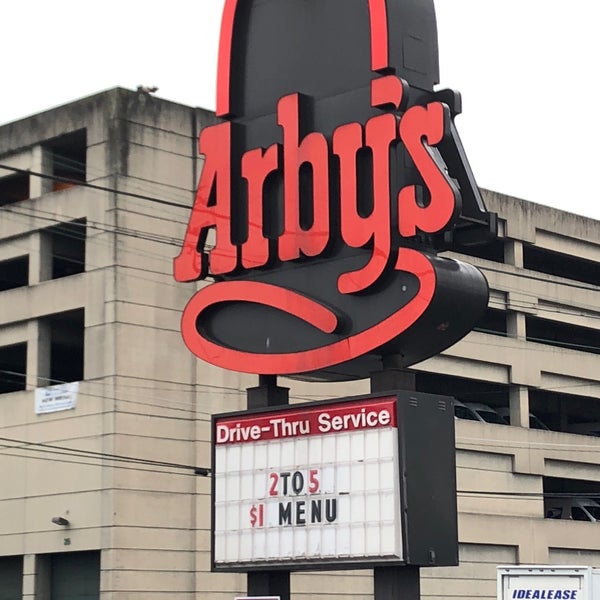 Arby's
Drive-Thru Service
2 TO 5
$1 MENU
IDEALEASE